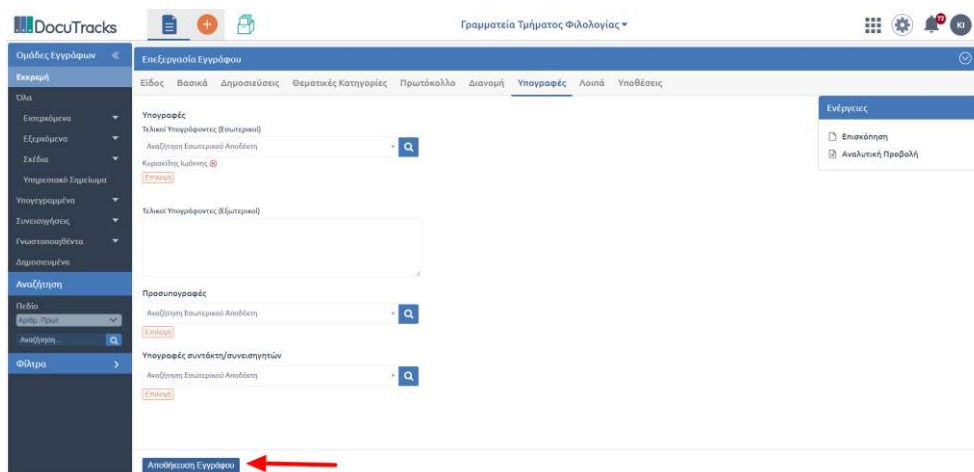 DocuTracks
Γραμματεία Τμήματος Φιλολογίας
73
KI
Ομάδες Εγγράφων
Εκκρεμή
Όλα
Εισερχόμενα
Εξερχόμενα
Σχέδια
Υπηρεσιακό Σημείωμα
Υπογεγραμμένα
Συνεισηγήσεις
Γνωστοποιηθέντα
Δημοσιευμένα
Αναζήτηση
Πεδίο
Αριθμ. Πρωτ.
Αναζήτηση...
Φίλτρα
Επεξεργασία Εγγράφου
Είδος Βασικά Δημοσιεύσεις Θεματικές Κατηγορίες Πρωτόκολλο Διανομή Υπογραφές Λοιπά Υποθέσεις
Υπογραφές
Τελικοί Υπογράφοντες (Εσωτερικοί)
Αναζήτηση Εσωτερικού Αποδέκτη
Κυριακίδης Ιωάννης
Επιλογή
Τελικοί Υπογράφοντες (Εξωτερικοί)
Προσυπογραφές
Αναζήτηση Εσωτερικού Αποδέκτη
Επιλογή
Υπογραφές συντάκτη/συνεισηγητών
Αναζήτηση Εσωτερικού Αποδέκτη
Επιλογή
Αποθήκευση Εγγράφου
Ενέργειες
Επισκόπηση
Αναλυτική Προβολή